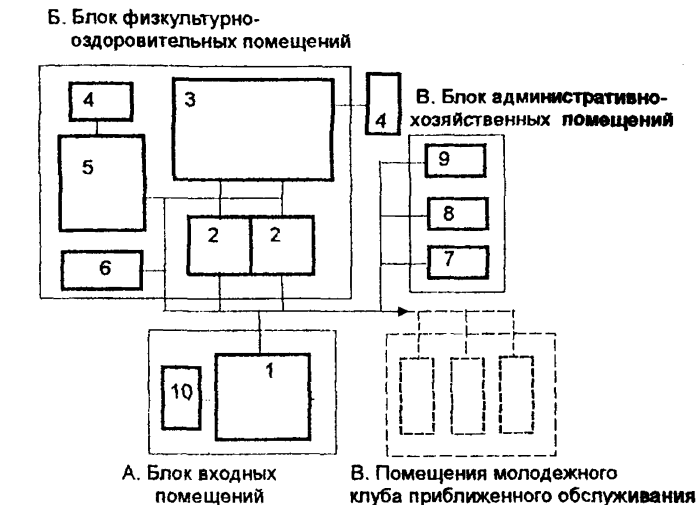 Б. Блок физкультурно-
оздоровительных помещений
4
3
4
В. Блок административно-
хозяйственных помещений
5
9
2
2
8
6
7
1
10
А. Блок входных
помещений
В. Помещения молодежного
клуба приближенного обслуживания